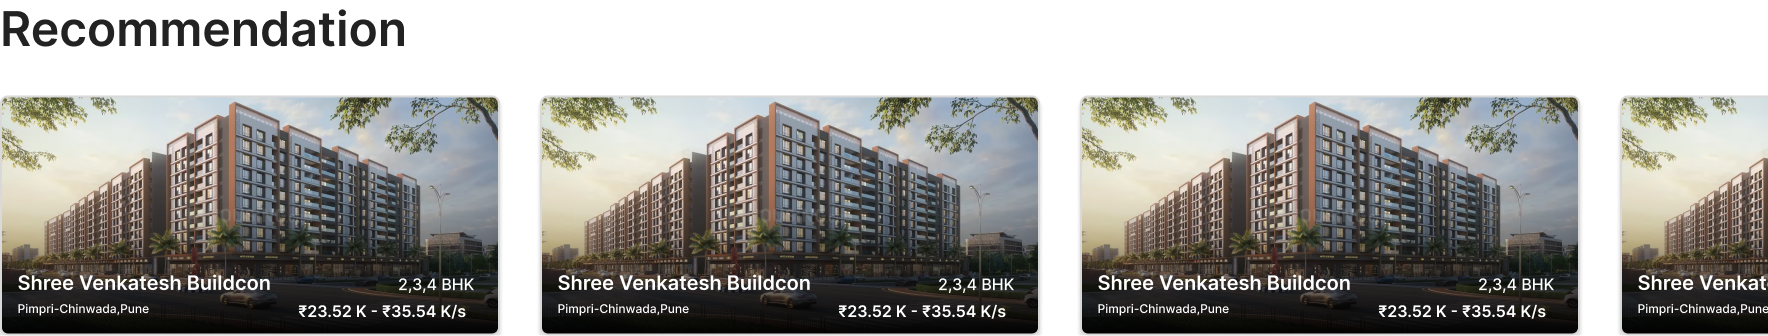 Recommendation
Shree Venkatesh Buildcon 2,3,4 BHK
Pimpri-Chinwada,Pune ₹23.52 K - ₹35.54 K/s
Shree Venkatesh Buildcon 2,3,4 BHK
Pimpri-Chinwada,Pune ₹23.52 K - ₹35.54 K/s
Shree Venkatesh Buildcon 2,3,4 BHK
Pimpri-Chinwada,Pune ₹23.52 K - ₹35.54 K/s
Shree Venkat
Pimpri-Chinwada,Pune